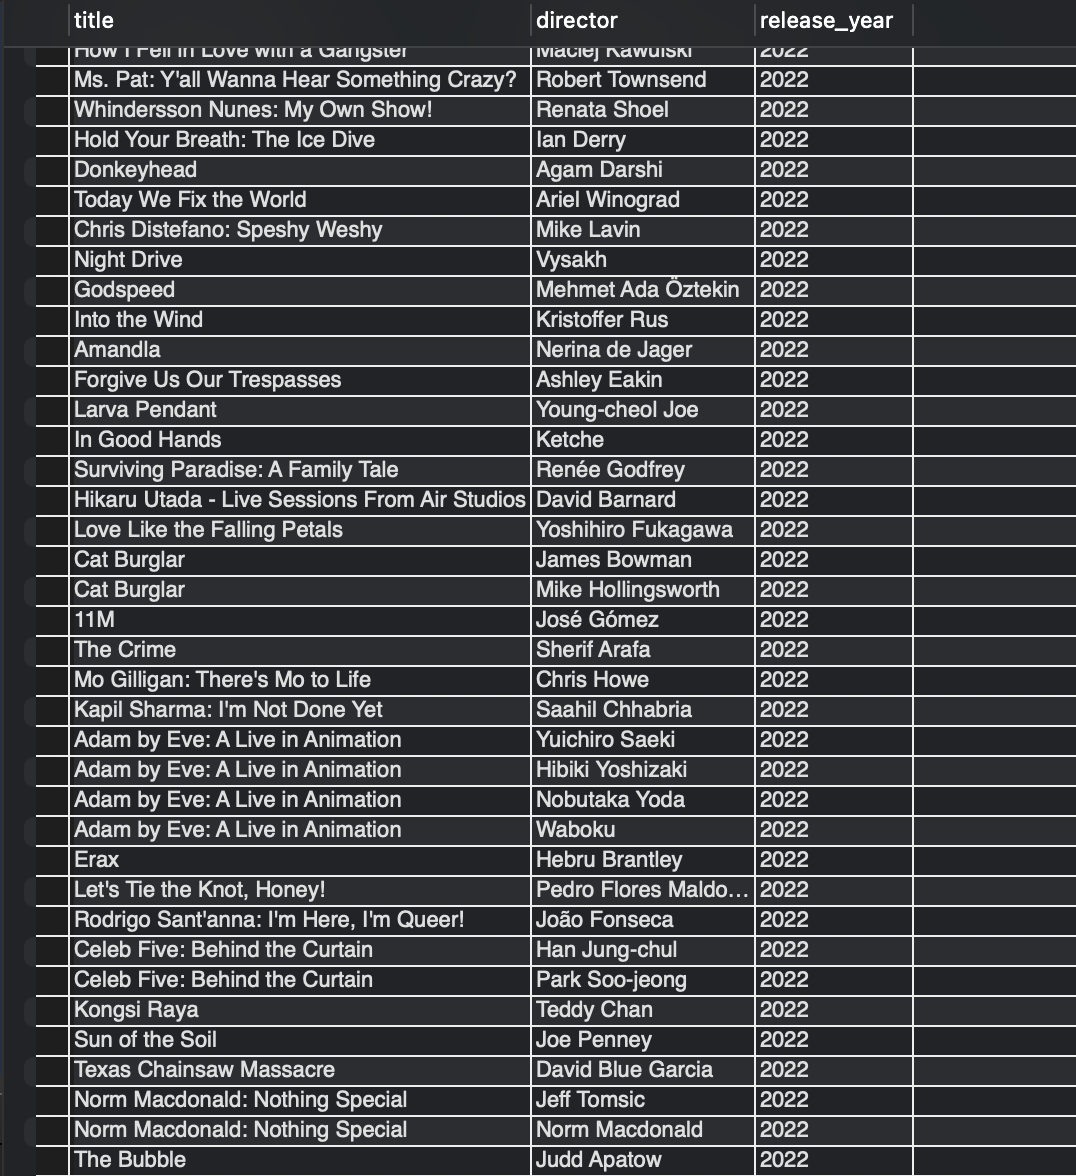 title director release_year
How I Fell in Love with a Gangster Maciej Kawulski 2022
Ms. Pat: Y'all Wanna Hear Something Crazy? Robert Townsend 2022
Whindersson Nunes: My Own Show! Renata Shoel 2022
Hold Your Breath: The Ice Dive Ian Derry 2022
Donkeyhead Agam Darshi 2022
Today We Fix the World Ariel Winograd 2022
Chris Distefano: Speshy Weshy Mike Lavin 2022
Night Drive Vysakh 2022
Godspeed Mehmet Ada Öztekin 2022
Into the Wind Kristoffer Rus 2022
Amandla Nerina de Jager 2022
Forgive Us Our Trespasses Ashley Eakin 2022
Larva Pendant Young-cheol Joe 2022
In Good Hands Ketche 2022
Surviving Paradise: A Family Tale Renée Godfrey 2022
Hikaru Utada - Live Sessions From Air Studios David Barnard 2022
Love Like the Falling Petals Yoshihiro Fukagawa 2022
Cat Burglar James Bowman 2022
Cat Burglar Mike Hollingsworth 2022
11M José Gómez 2022
The Crime Sherif Arafa 2022
Mo Gilligan: There's Mo to Life Chris Howe 2022
Kapil Sharma: I'm Not Done Yet Saahil Chhabria 2022
Adam by Eve: A Live in Animation Yuichiro Saeki 2022
Adam by Eve: A Live in Animation Hibiki Yoshizaki 2022
Adam by Eve: A Live in Animation Nobutaka Yoda 2022
Adam by Eve: A Live in Animation Waboku 2022
Erax Hebru Brantley 2022
Let's Tie the Knot, Honey! Pedro Flores Maldo... 2022
Rodrigo Sant'anna: I'm Here, I'm Queer! João Fonseca 2022
Celeb Five: Behind the Curtain Han Jung-chul 2022
Celeb Five: Behind the Curtain Park Soo-jeong 2022
Kongsi Raya Teddy Chan 2022
Sun of the Soil Joe Penney 2022
Texas Chainsaw Massacre David Blue Garcia 2022
Norm Macdonald: Nothing Special Jeff Tomsic 2022
Norm Macdonald: Nothing Special Norm Macdonald 2022
The Bubble Judd Apatow 2022